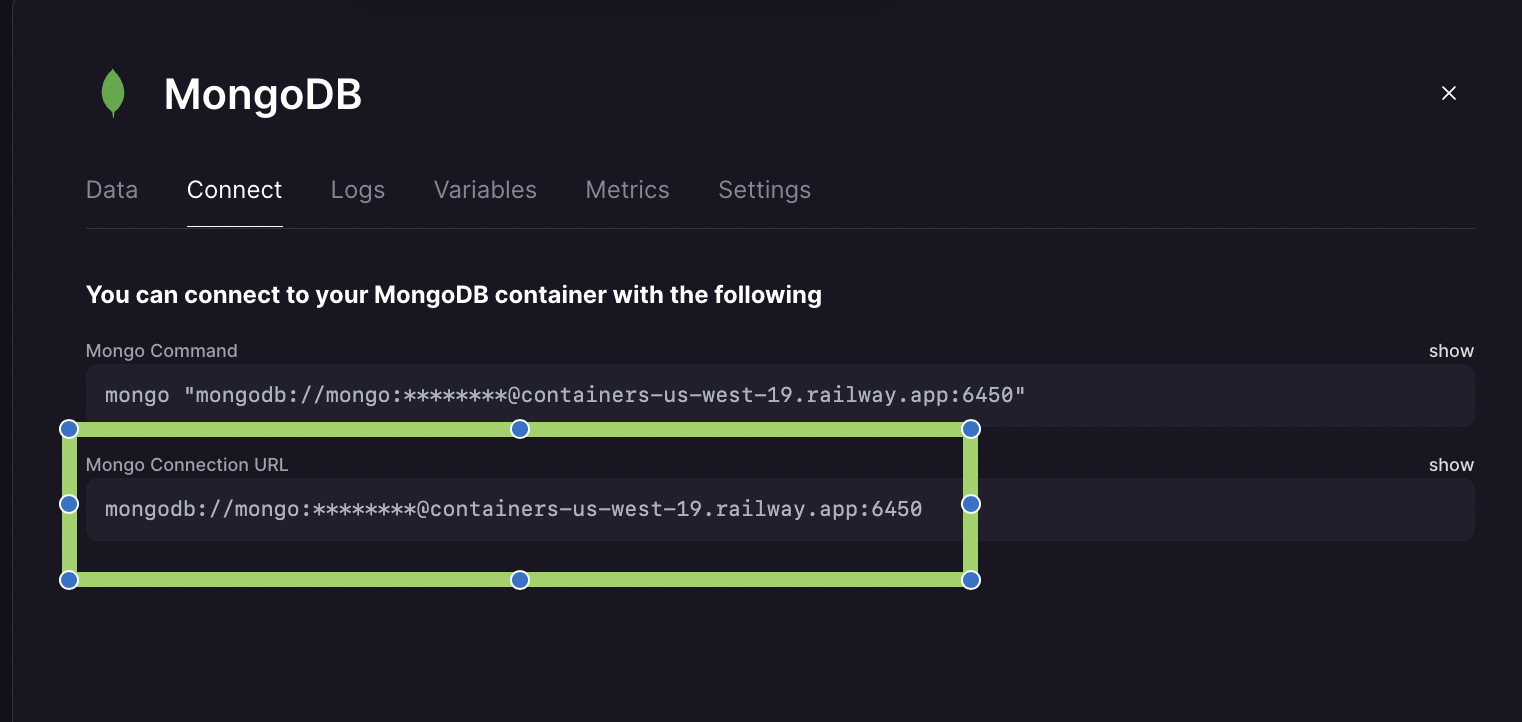 MongoDB
Data Connect Logs Variables Metrics Settings
You can connect to your MongoDB container with the following
Mongo Command show
mongo "mongodb://mongo:********@containers-us-west-19.railway.app:6450"
Mongo Connection URL show
mongodb://mongo:********@containers-us-west-19.railway.app:6450